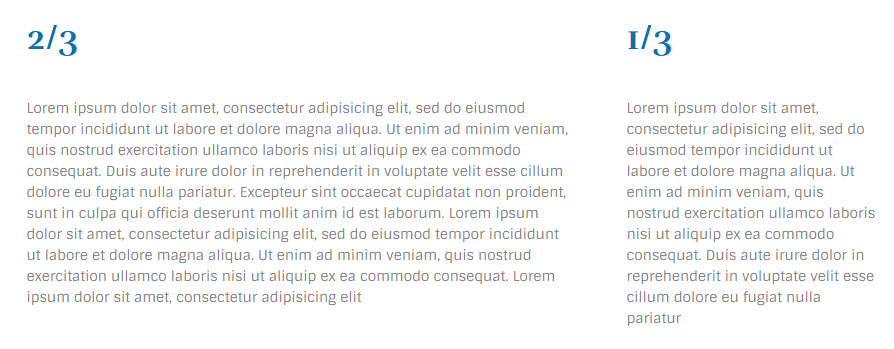 2/3
Lorem ipsum dolor sit amet, consectetur adipisicing elit, sed do eiusmod
tempor incididunt ut labore et dolore magna aliqua. Ut enim ad minim veniam,
quis nostrud exercitation ullamco laboris nisi ut aliquip ex ea commodo
consequat. Duis aute irure dolor in reprehenderit in voluptate velit esse cillum
dolore eu fugiat nulla pariatur. Excepteur sint occaecat cupidatat non proident,
sunt in culpa qui officia deserunt mollit anim id est laborum. Lorem ipsum
dolor sit amet, consectetur adipisicing elit, sed do eiusmod tempor incididunt
ut labore et dolore magna aliqua. Ut enim ad minim veniam, quis nostrud
exercitation ullamco laboris nisi ut aliquip ex ea commodo consequat. Lorem
ipsum dolor sit amet, consectetur adipisicing elit
1/3
Lorem ipsum dolor sit amet,
consectetur adipisicing elit, sed do
eiusmod tempor incididunt ut
labore et dolore magna aliqua. Ut
enim ad minim veniam, quis
nostrud exercitation ullamco laboris
nisi ut aliquip ex ea commodo
consequat. Duis aute irure dolor in
reprehenderit in voluptate velit esse
cillum dolore eu fugiat nulla
pariatur